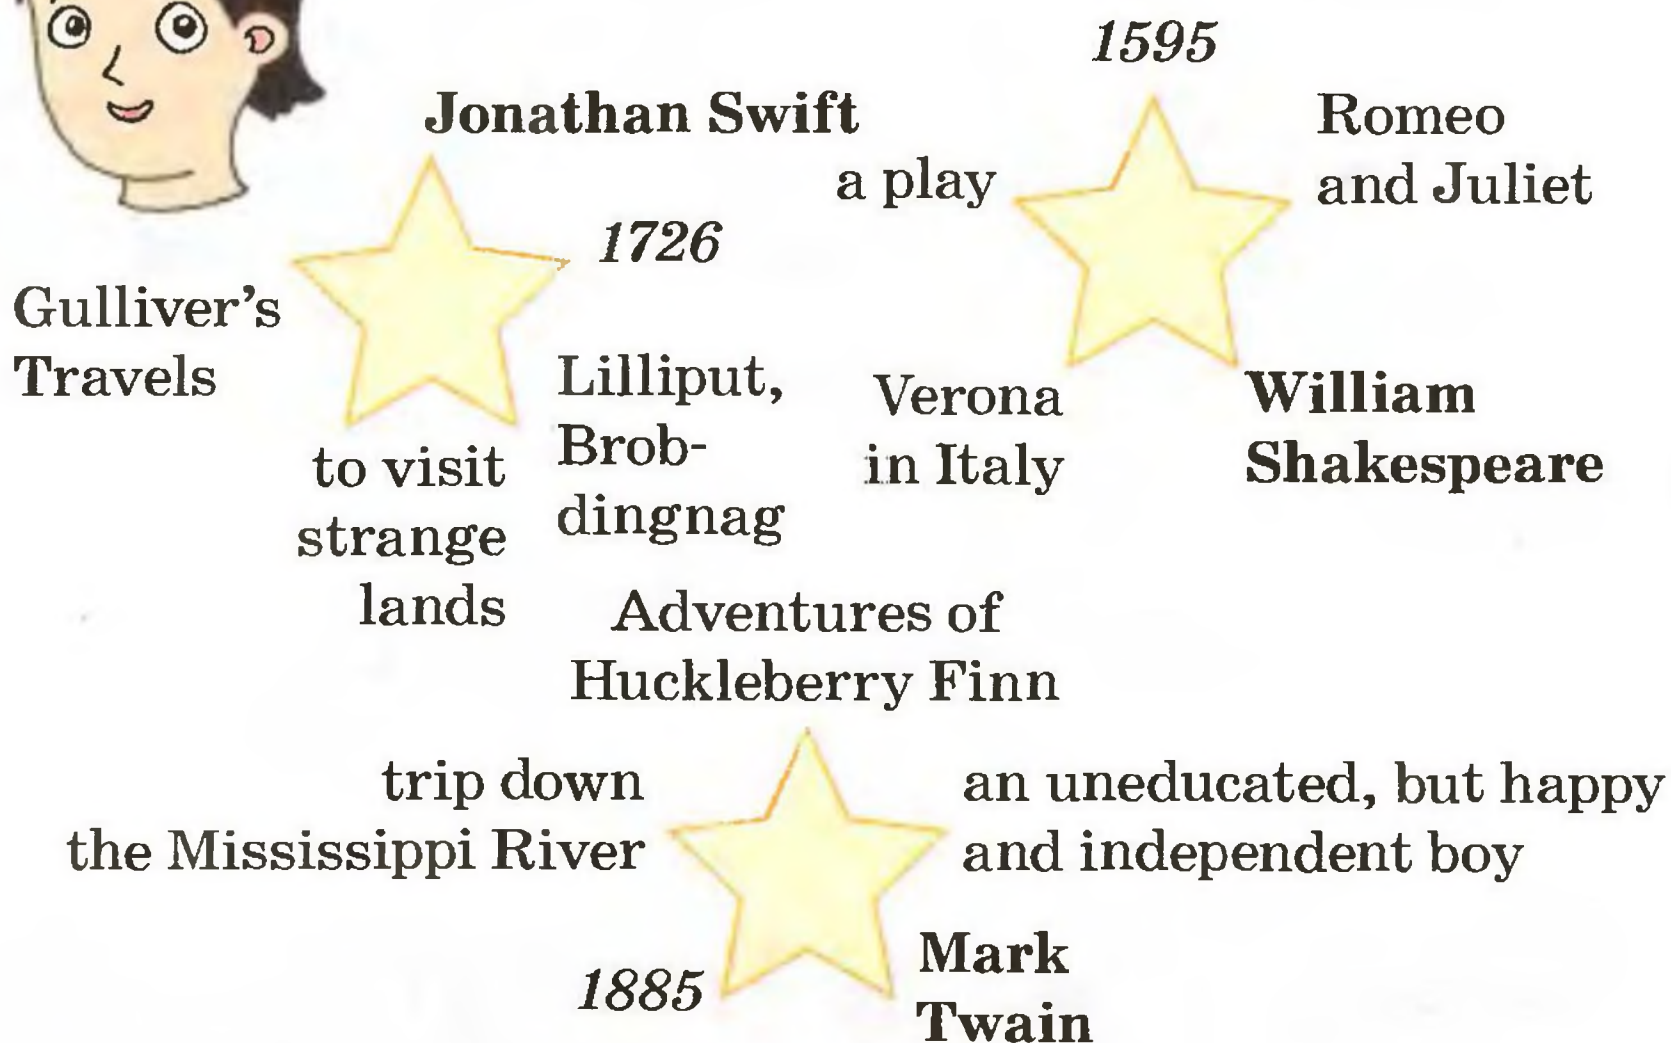 Jonathan Swift
1726
Gulliver's
Travels
Lilliput,
Brob-
dingnag
to visit
strange
lands
1595
a play
Romeo
and Juliet
Verona
in Italy
William
Shakespeare
Adventures of
Huckleberry Finn
trip down
the Mississippi River
an uneducated, but happy
and independent boy
1885
Mark
Twain